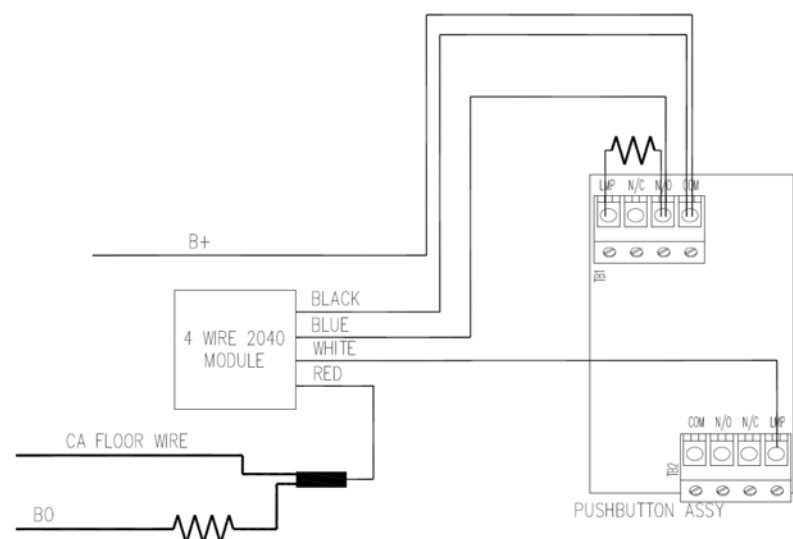 LMP N/C N/O COM
TB1
B+
BLACK
BLUE
4 WIRE 2040
MODULE
WHITE
RED
CA FLOOR WIRE
COM N/O N/C LMP
TB2
BO
PUSHBUTTON ASSY